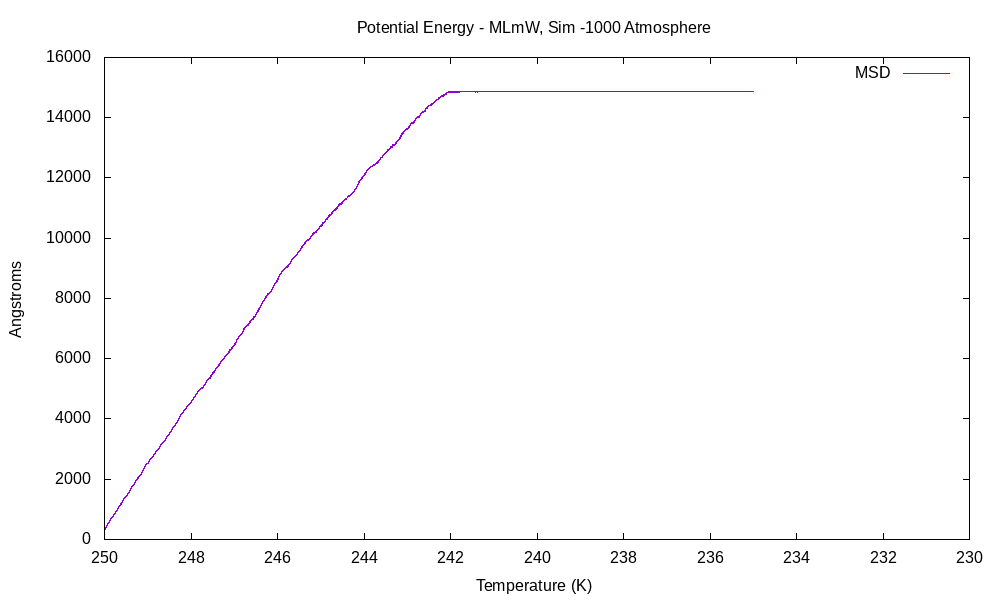 Potential Energy - MLmW, Sim -1000 Atmosphere
16000
14000
12000
10000
8000
6000
4000
2000
0
Angstroms
MSD
250 248 246 244 242 240 238 236 234 232 230
Temperature (K)